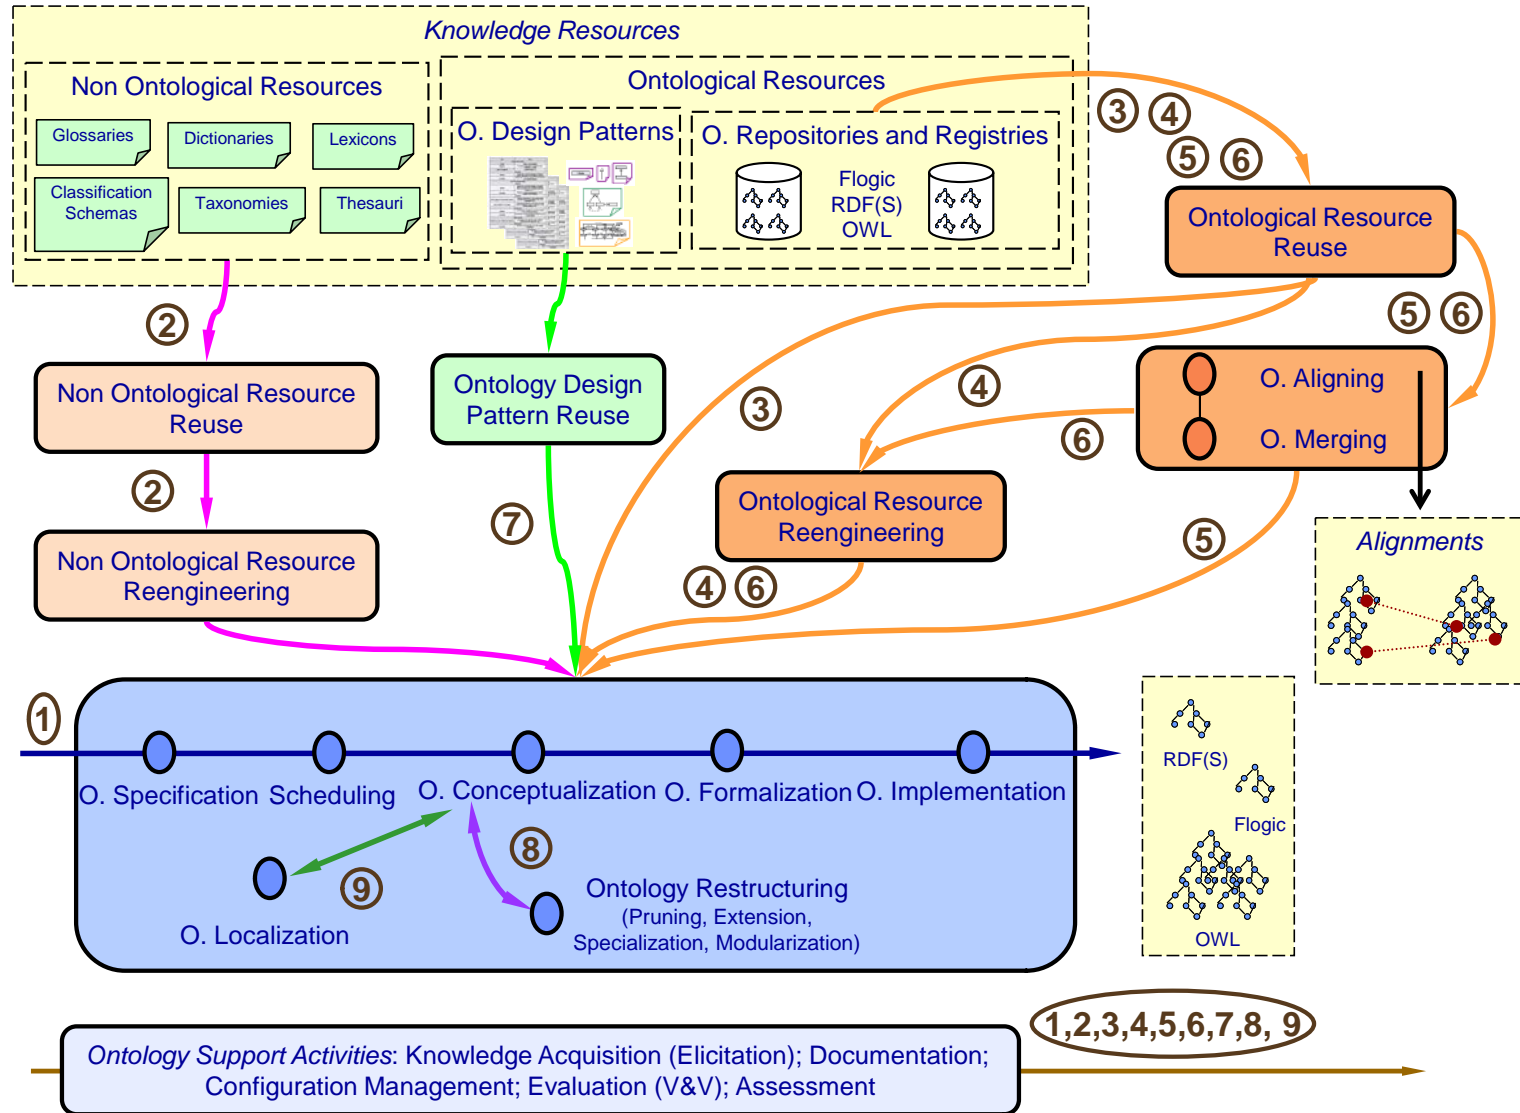 Knowledge Resources
Non Ontological Resources
Glossaries
Dictionaries
Lexicons
Classification
Schemas
Taxonomies
Thesauri
Ontological Resources
O. Design Patterns
O. Repositories and Registries
Flogic
RDF(S)
OWL
3
4
5
6
Ontological Resource
Reuse
2
5
6
Non Ontological Resource
Reuse
Ontology Design
Pattern Reuse
3
4
6
O. Aligning
O. Merging
2
7
Ontological Resource
Reengineering
5
Non Ontological Resource
Reengineering
4
6
Alignments
1
O. Specification
Scheduling
O. Conceptualization
O. Formalization
O. Implementation
9
8
O. Localization
Ontology Restructuring
(Pruning, Extension,
Specialization, Modularization)
RDF(S)
Flogic
OWL
1,2,3,4,5,6,7,8, 9
Ontology Support Activities: Knowledge Acquisition (Elicitation); Documentation;
Configuration Management; Evaluation (V&V); Assessment